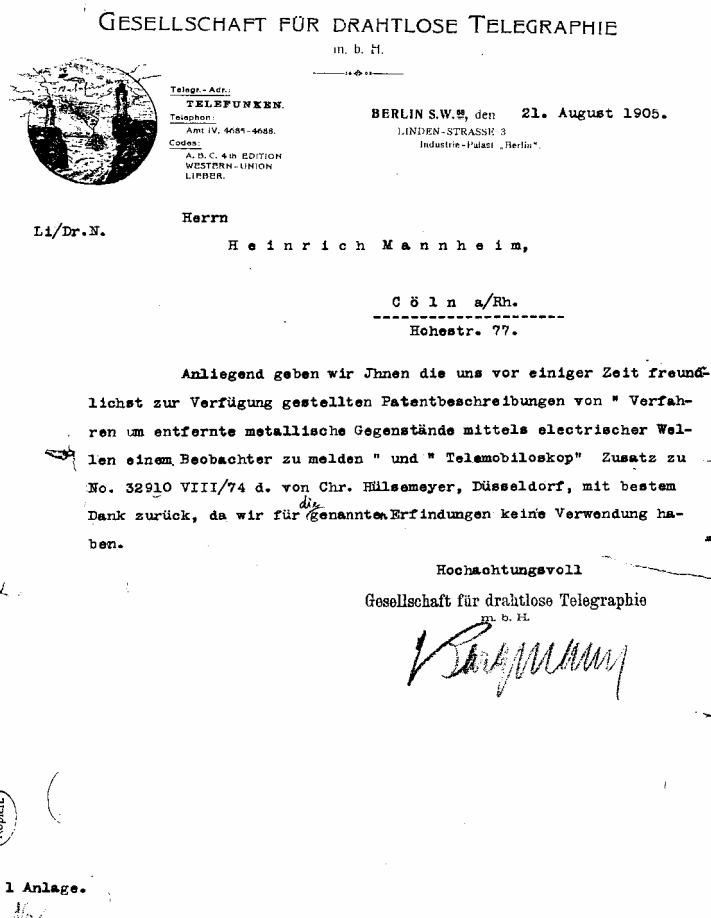 GESELLSCHAFT FÜR DRAHTLOSE TELEGRAPHIE
m. b. H.
Telegr.-Adr.:
TELEFUNKEN.
Telephon:
Amt IV, 4685-4688.
Codes:
A. B. C. 4th EDITION
WESTERN-UNION
LIEBER.
BERLIN S.W. 68, den 21. August 1905.
LINDEN-STRASSE 3
Industrie-Palast „Berlin".
Li/Dr.N.
Herrn
Heinrich Mannheim,
Cöln a/Rh.
Hohestr. 77.
Anliegend geben wir Jhnen die uns vor einiger Zeit freund-
lichst zur Verfügung gestellten Patentbeschreibungen von " Verfah-
ren um entfernte metallische Gegenstände mittels electrischer Wel-
len einem Beobachter zu melden " und " Telemobiloskop" Zusatz zu
No. 32910 VIII/74 d. von Chr. Hülsemeyer, Düsseldorf, mit bestem
Dank zurück, da wir für die genannten Erfindungen keine Verwendung ha-
ben.
Hochachtungsvoll
Gesellschaft für drahtlose Telegraphie
m. b. H.
1 Anlage.